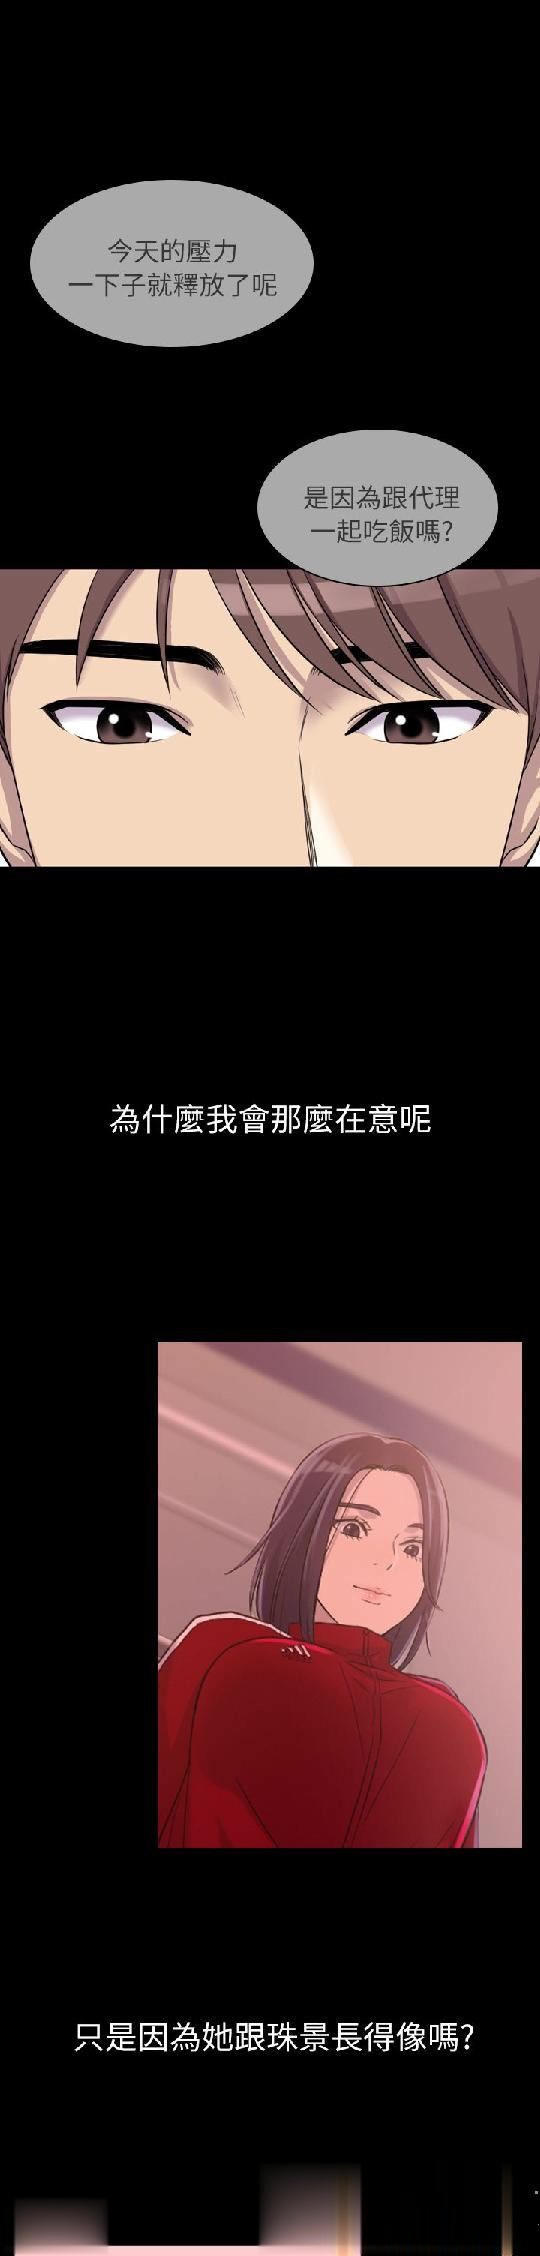 今天的壓力
一下子就釋放了呢
是因為跟代理
一起吃飯嗎?
為什麼我會那麼在意呢
只是因為她跟珠景長得像嗎?